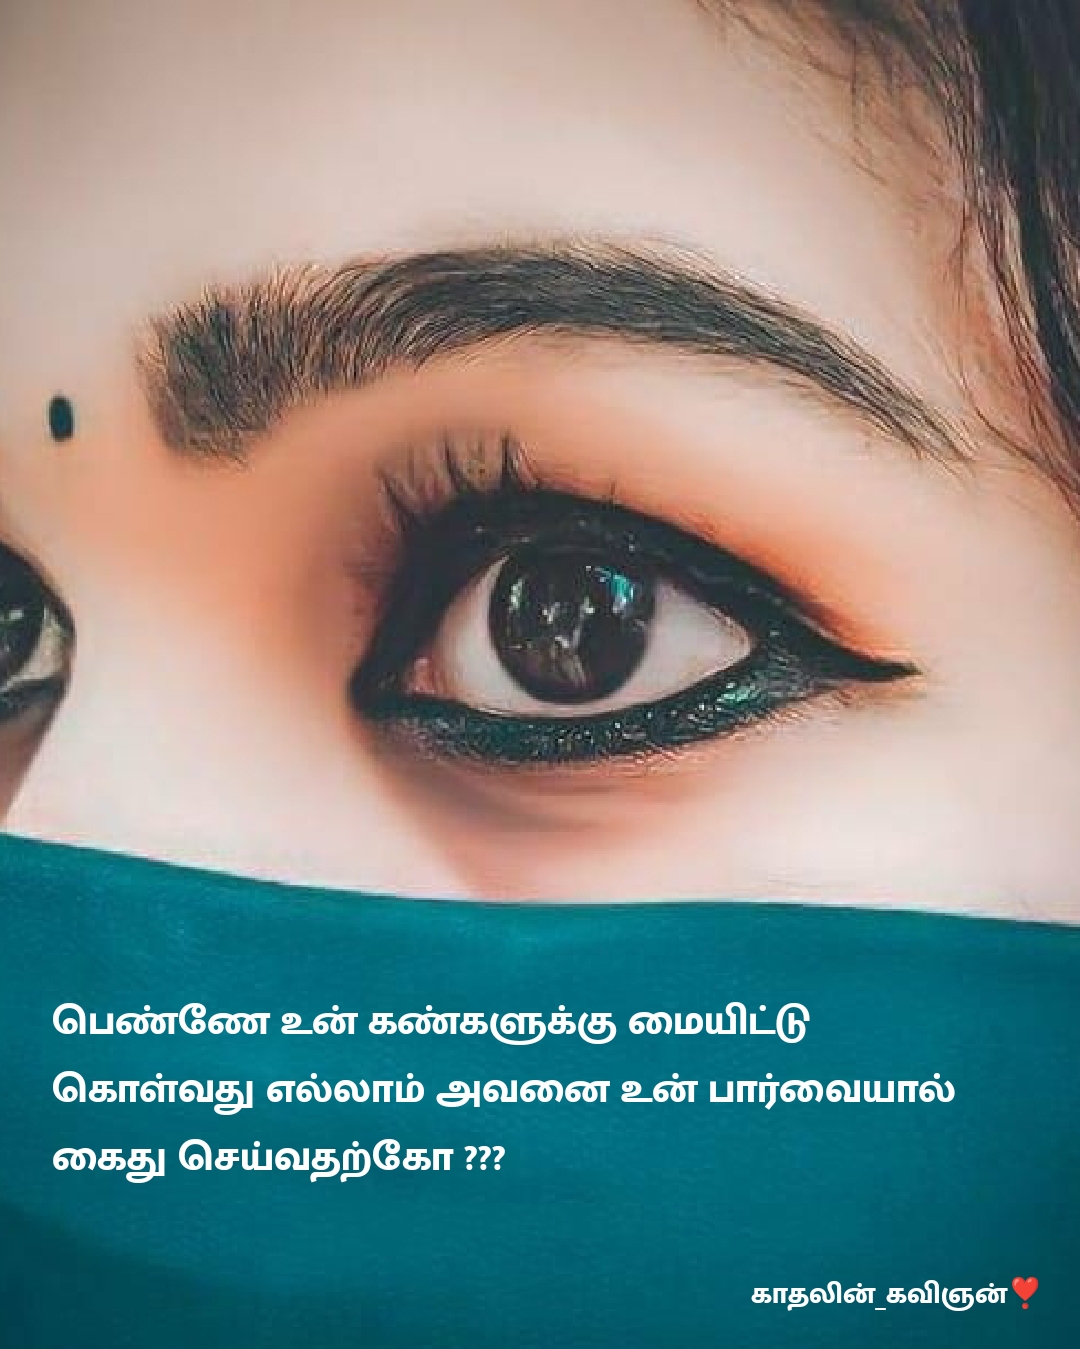 பெண்ணே உன் கண்களுக்கு மையிட்டு
கொள்வது எல்லாம் அவனை உன் பார்வையால்
கைது செய்வதற்கோ ???
காதலின்_கவிஞன்❣️